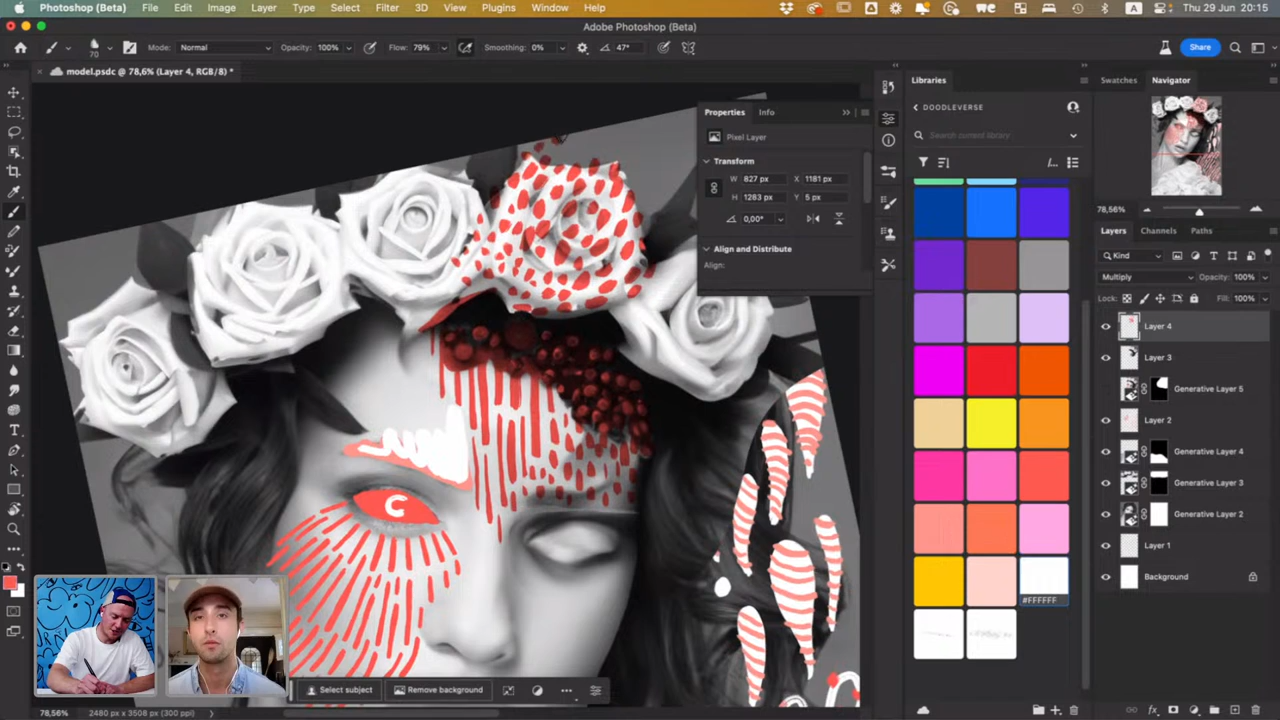 Adobe Photoshop (Beta) File Edit Image Layer Type Select Filter 3D View Plugins Window Help A Thu 29 Jun 20:15
Adobe Photoshop (Beta)
70 Mode: Normal Opacity: 100% Flow: 79% Smoothing: 0% 47° Share
model.psdc @ 78,6% (Layer 4, RGB/8) *
Libraries Swatches Navigator
DOODLEVERSE
Search current library
Properties Info
Pixel Layer
Transform
W 827 px X 1181 px
H 1283 px Y 5 px
0,00°
Align and Distribute
Align:
78,56%
Layers Channels Paths
Kind
Multiply Opacity: 100%
Lock: Fill: 100%
Layer 4
Layer 3
Generative Layer 5
Layer 2
Generative Layer 4
Generative Layer 3
Generative Layer 2
Layer 1
Background
#FFFFFF
Select subject Remove background
78,56% 2480 px x 3508 px (300 ppi)